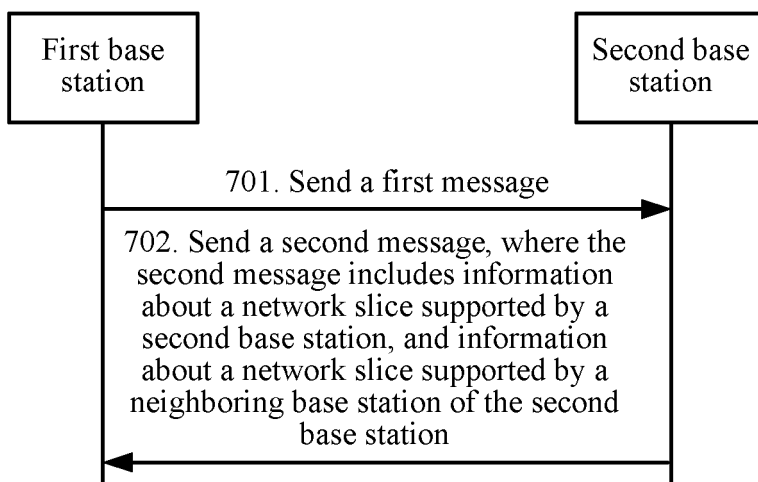 First base
station
Second base
station
701. Send a first message
702. Send a second message, where the
second message includes information
about a network slice supported by a
second base station, and information
about a network slice supported by a
neighboring base station of the second
base station